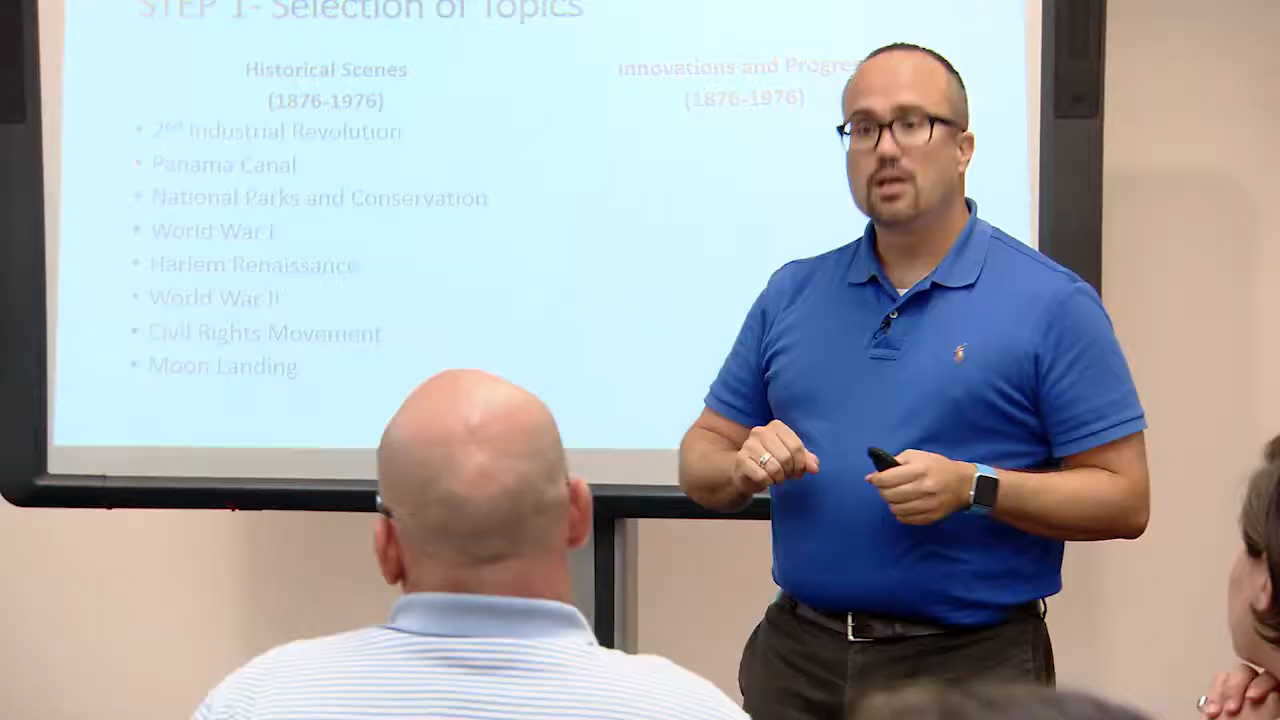 STEP 1- Selection of Topics
Historical Scenes
(1876-1976)
• 2nd Industrial Revolution
• Panama Canal
• National Parks and Conservation
• World War I
• Harlem Renaissance
• World War II
• Civil Rights Movement
• Moon Landing
Innovations and Progres
(1876-1976)